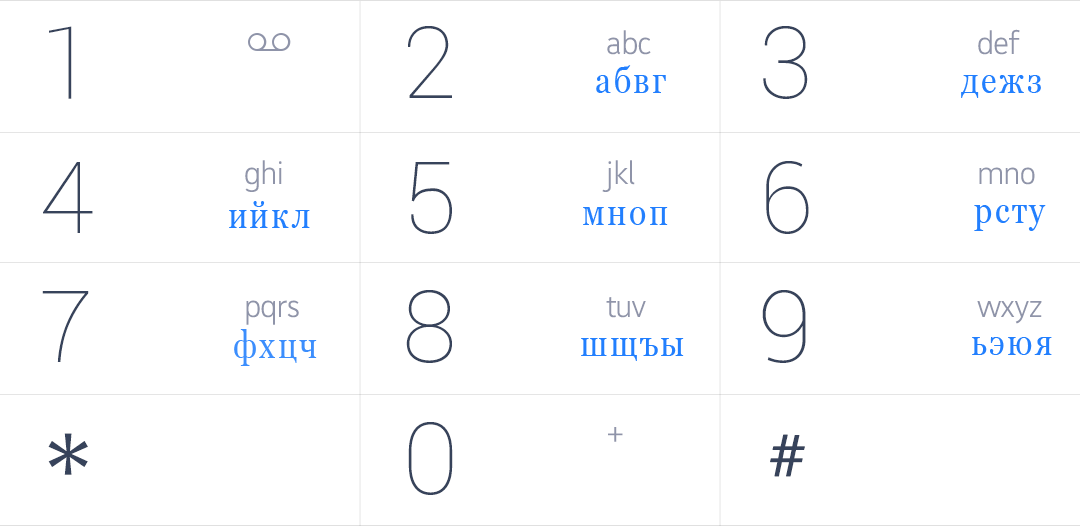 1
2 abc
абвг
3 def
дежз
4 ghi
ийкл
5 jkl
мноп
6 mno
рсту
7 pqrs
фхцч
8 tuv
шщъы
9 wxyz
ьэюя
*
0 +
#